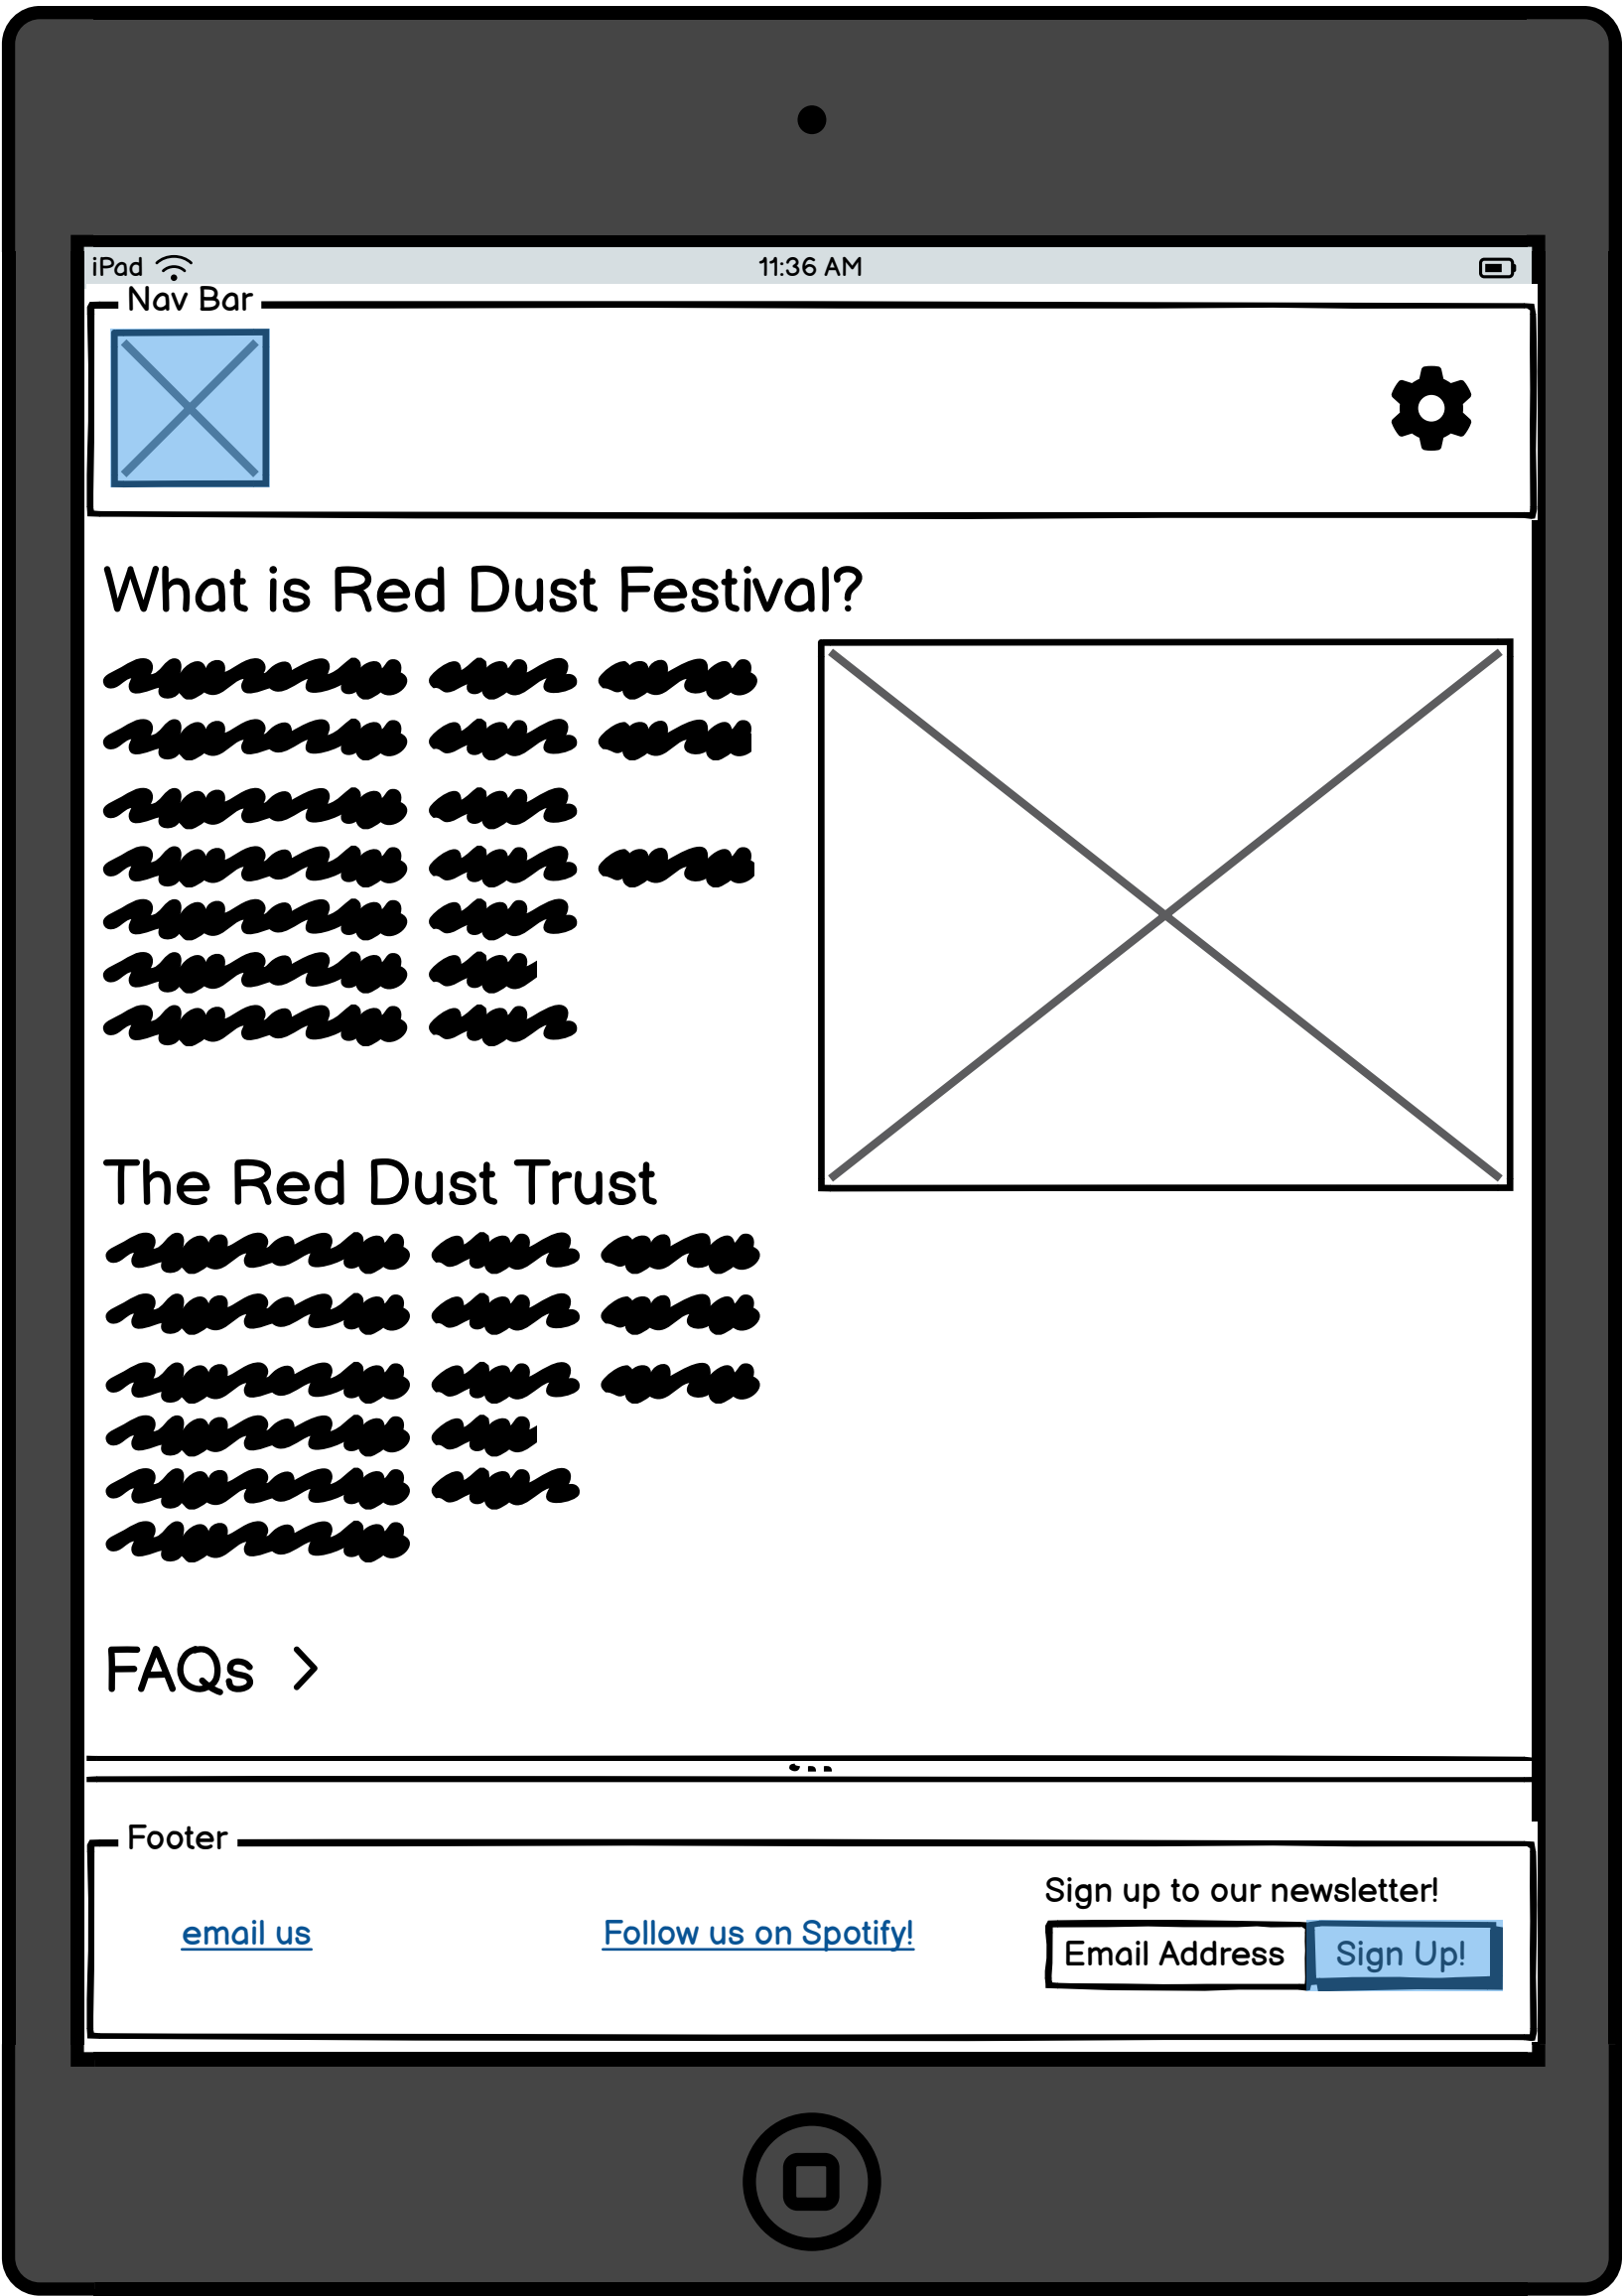 iPad 11:36 AM
Nav Bar
What is Red Dust Festival?
The Red Dust Trust
FAQs
Footer
Sign up to our newsletter!
email us
Follow us on Spotify!
Email Address
Sign Up!